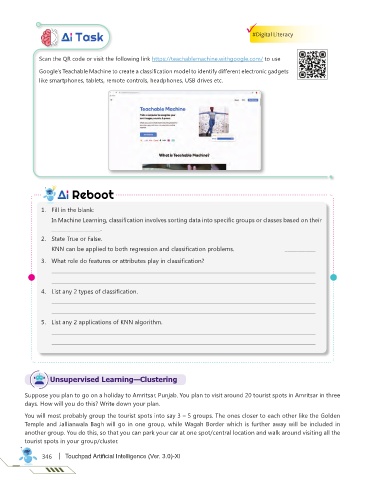 Ai Task
#Digital Literacy
Scan the QR code or visit the following link https://teachablemachine.withgoogle.com/ to use
Google's Teachable Machine to create a classification model to identify different electronic gadgets
like smartphones, tablets, remote controls, headphones, USB drives etc.
Teachable Machine
What is Teachable Machine?
Ai Reboot
1. Fill in the blank:
In Machine Learning, classification involves sorting data into specific groups or classes based on their
____________.
2. State True or False.
KNN can be applied to both regression and classification problems. ________
3. What role do features or attributes play in classification?
4. List any 2 types of classification.
5. List any 2 applications of KNN algorithm.
Unsupervised Learning—Clustering
Suppose you plan to go on a holiday to Amritsar, Punjab. You plan to visit around 20 tourist spots in Amritsar in three
days. How will you do this? Write down your plan.
You will most probably group the tourist spots into say 3 – 5 groups. The ones closer to each other like the Golden
Temple and Jallianwala Bagh will go in one group, while Wagah Border which is further away will be included in
another group. You do this, so that you can park your car at one spot/central location and walk around visiting all the
tourist spots in your group/cluster.
346 | Touchpad Artificial Intelligence (Ver. 3.0)-XI